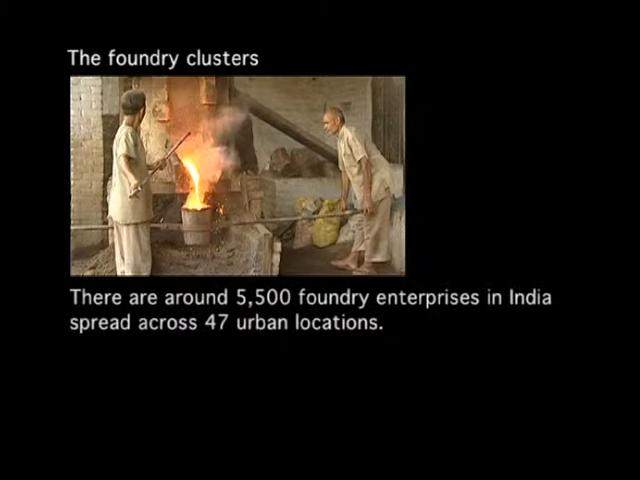 The foundry clusters
There are around 5,500 foundry enterprises in India
spread across 47 urban locations.